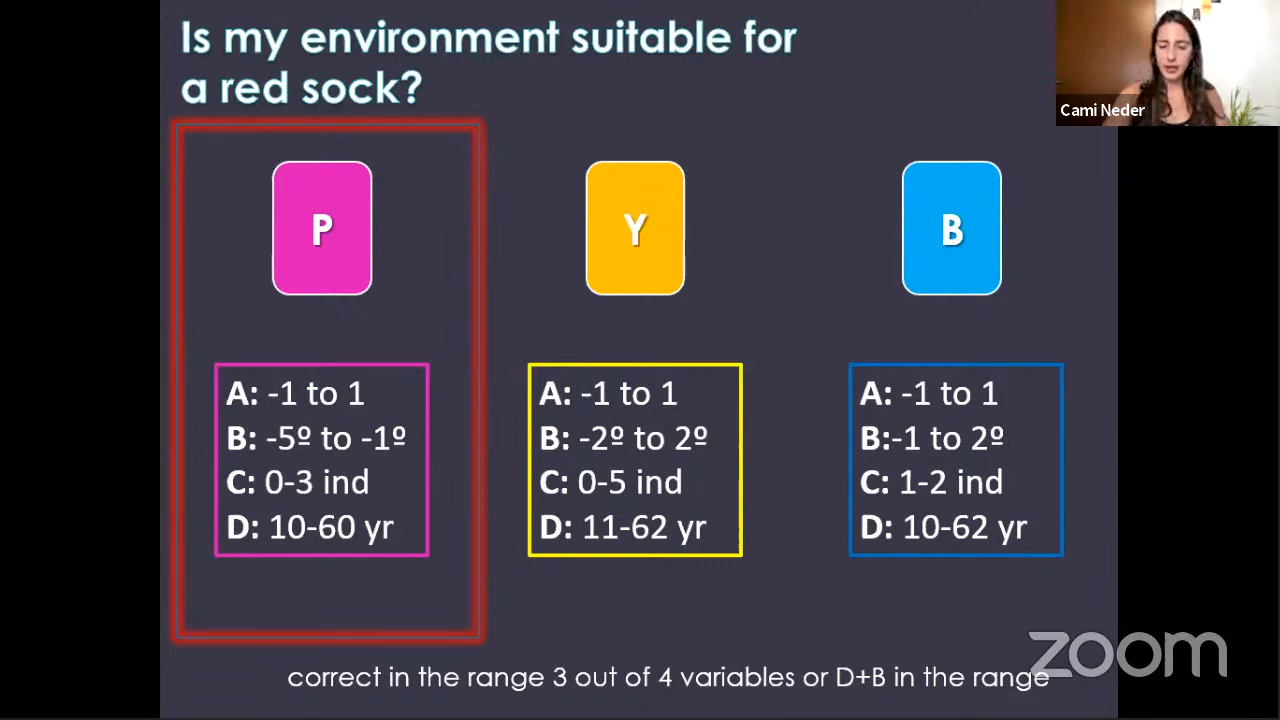 Is my environment suitable for
a red sock?
Cami Neder
P
Y
B
A: -1 to 1
B: -5º to -1º
C: 0-3 ind
D: 10-60 yr
A: -1 to 1
B: -2º to 2º
C: 0-5 ind
D: 11-62 yr
A: -1 to 1
B:-1 to 2º
C: 1-2 ind
D: 10-62 yr
correct in the range 3 out of 4 variables or D+B in the range
zoom